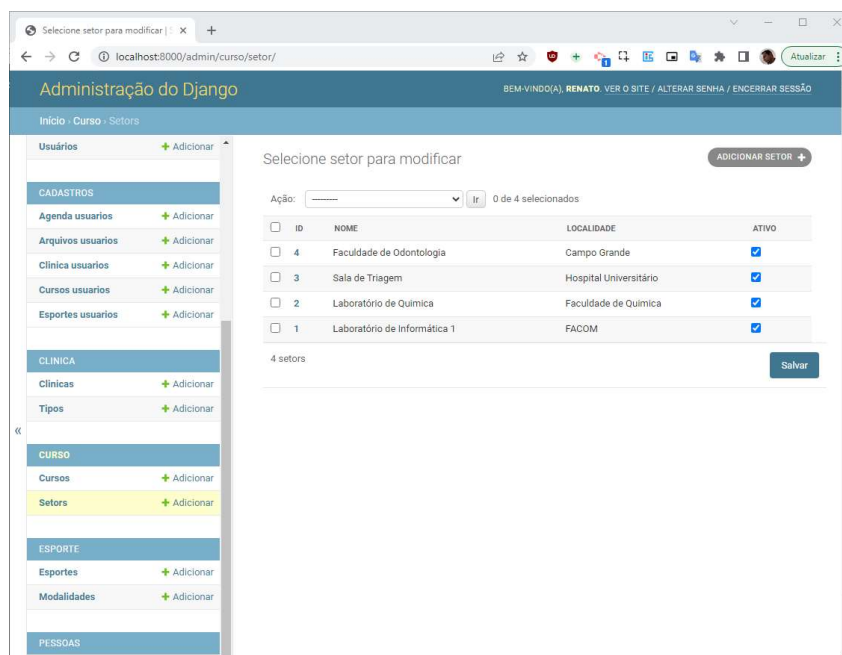 Selecione setor para modificar |
localhost:8000/admin/curso/setor/
Atualizar
Administração do Django
BEM-VINDO(A), RENATO. VER O SITE / ALTERAR SENHA / ENCERRAR SESSÃO
Início › Curso › Setors
Usuários + Adicionar
CADASTROS
Agenda usuarios + Adicionar
Arquivos usuarios + Adicionar
Clinica usuarios + Adicionar
Cursos usuarios + Adicionar
Esportes usuarios + Adicionar
CLINICA
Clinicas + Adicionar
Tipos + Adicionar
«
CURSO
Cursos + Adicionar
Setors + Adicionar
ESPORTE
Esportes + Adicionar
Modalidades + Adicionar
PESSOAS
Selecione setor para modificar
ADICIONAR SETOR +
Ação: --------- Ir 0 de 4 selecionados
ID NOME LOCALIDADE ATIVO
4 Faculdade de Odontologia Campo Grande
3 Sala de Triagem Hospital Universitário
2 Laboratório de Quimica Faculdade de Quimica
1 Laboratório de Informática 1 FACOM
4 setors
Salvar